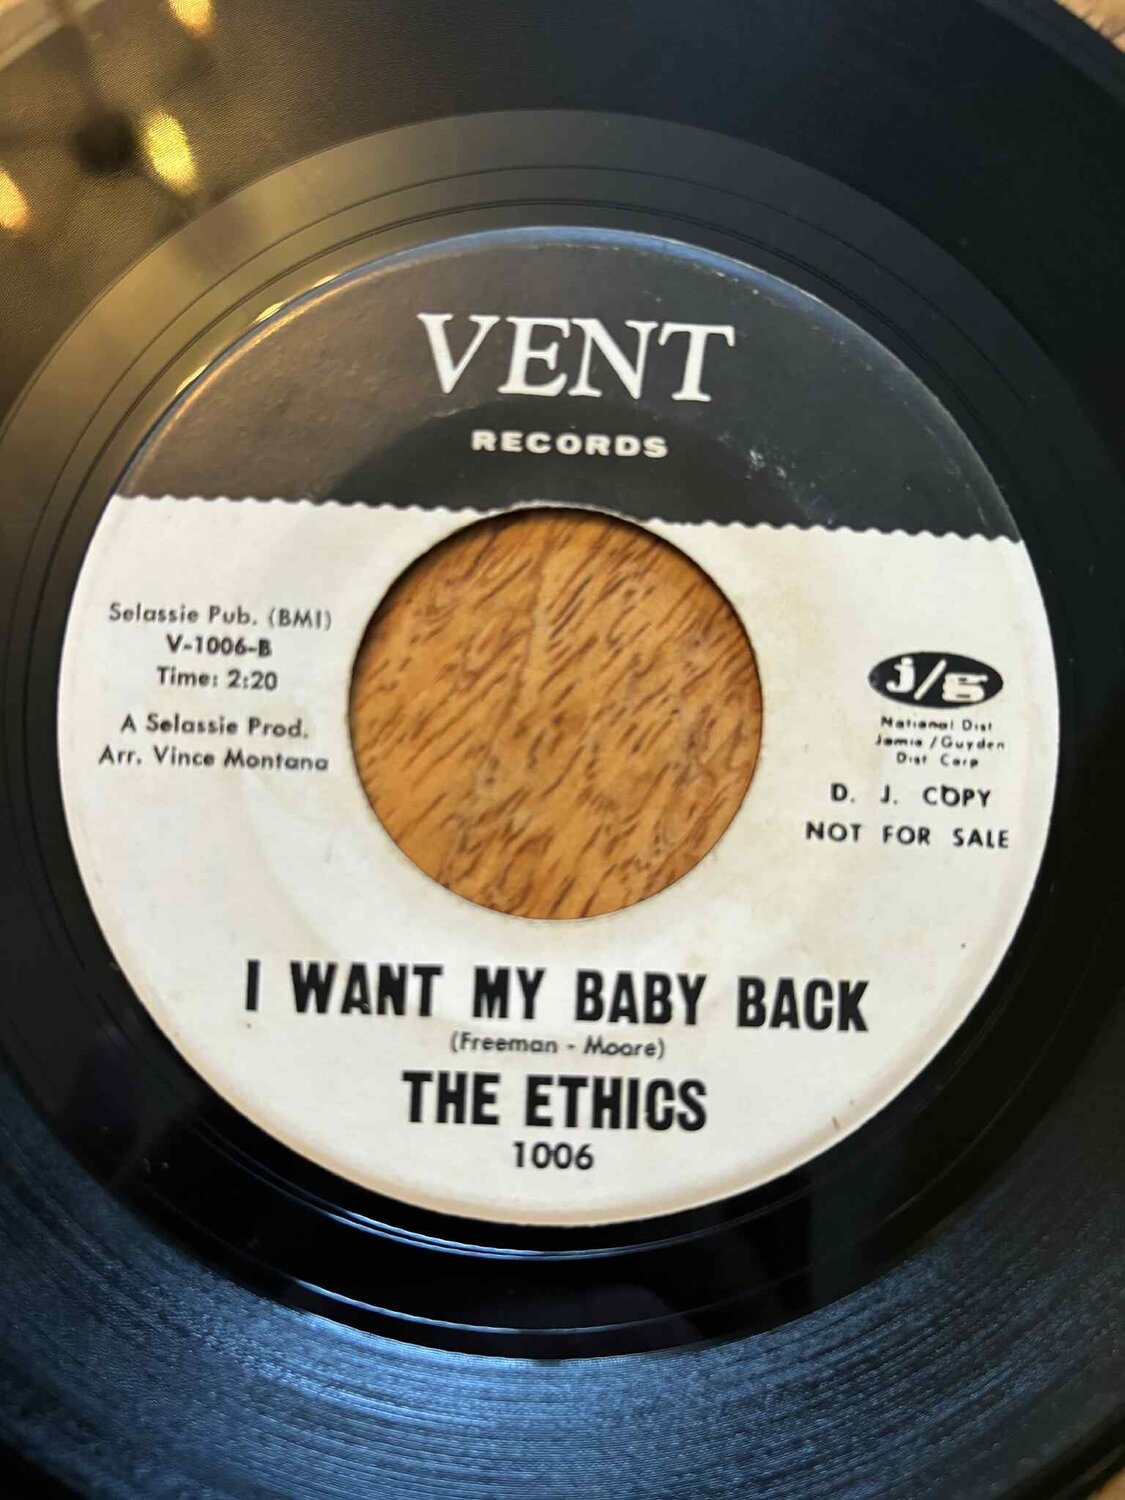 VENT
RECORDS
Selassie Pub. (BMI)
V-1006-B
Time: 2:20
A Selassie Prod.
Arr. Vince Montana
j/g
National Dist
Jamie/Guyden
Dist Corp
D. J. COPY
NOT FOR SALE
I WANT MY BABY BACK
(Freeman - Moore)
THE ETHICS
1006